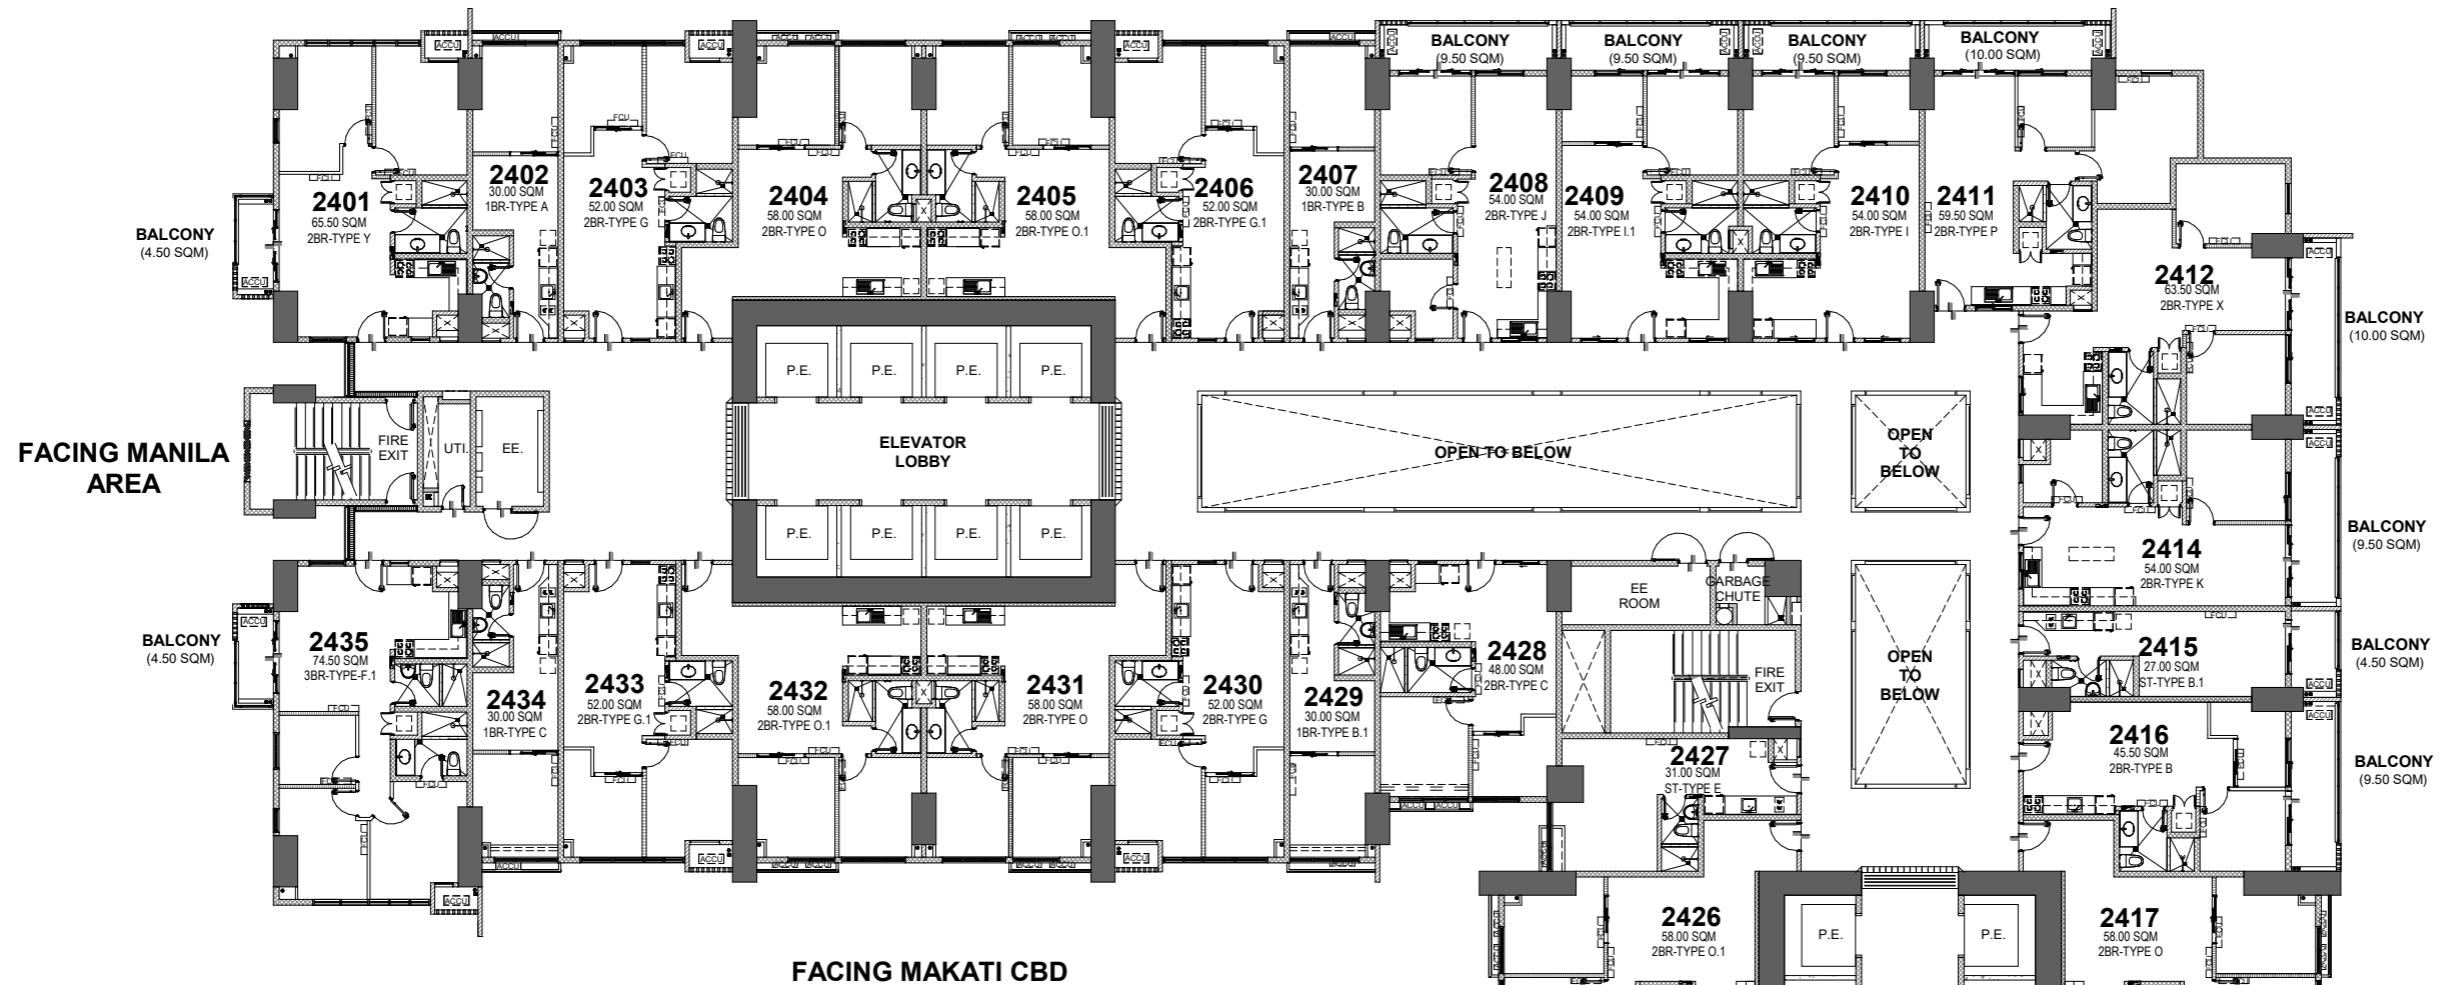 BALCONY
(9.50 SQM)
BALCONY
(9.50 SQM)
BALCONY
(9.50 SQM)
BALCONY
(10.00 SQM)
2401
65.50 SQM
2BR-TYPE Y
2402
30.00 SQM
1BR-TYPE A
2403
52.00 SQM
2BR-TYPE G
2404
58.00 SQM
2BR-TYPE O
2405
58.00 SQM
2BR-TYPE O.1
2406
52.00 SQM
2BR-TYPE G.1
2407
30.00 SQM
1BR-TYPE B
2408
54.00 SQM
2BR-TYPE J
2409
54.00 SQM
2BR-TYPE I.1
2410
54.00 SQM
2BR-TYPE I
2411
59.50 SQM
2BR-TYPE P
2412
63.50 SQM
2BR-TYPE X
BALCONY
(4.50 SQM)
BALCONY
(10.00 SQM)
P.E.
P.E.
P.E.
P.E.
FACING MANILA
AREA
FIRE
EXIT
UTI.
EE.
ELEVATOR
LOBBY
OPEN TO BELOW
OPEN
TO
BELOW
P.E.
P.E.
P.E.
P.E.
BALCONY
(9.50 SQM)
2414
54.00 SQM
2BR-TYPE K
EE
ROOM
GARBAGE
CHUTE
BALCONY
(4.50 SQM)
2435
74.50 SQM
3BR-TYPE-F.1
2434
30.00 SQM
1BR-TYPE C
2433
52.00 SQM
2BR-TYPE G.1
2432
58.00 SQM
2BR-TYPE O.1
2431
58.00 SQM
2BR-TYPE O
2430
52.00 SQM
2BR-TYPE G
2429
30.00 SQM
1BR-TYPE B.1
2428
48.00 SQM
2BR-TYPE C
FIRE
EXIT
OPEN
TO
BELOW
2415
27.00 SQM
ST-TYPE B.1
BALCONY
(4.50 SQM)
2427
31.00 SQM
ST-TYPE E
2416
45.50 SQM
2BR-TYPE B
BALCONY
(9.50 SQM)
2426
58.00 SQM
2BR-TYPE O.1
P.E.
P.E.
2417
58.00 SQM
2BR-TYPE O
FACING MAKATI CBD